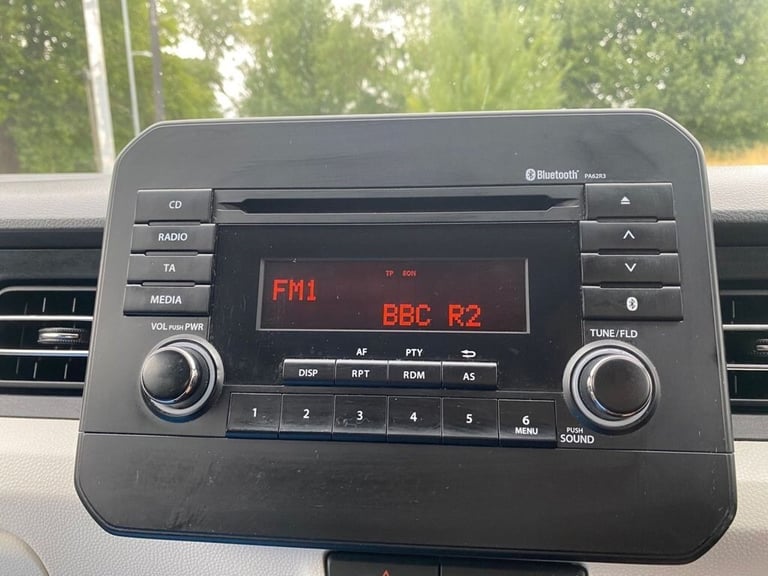 Bluetooth PA62R3
CD
RADIO
TA
MEDIA
TP EON
FM1
BBC R2
VOL PUSH PWR
TUNE/FLD
AF PTY
DISP RPT RDM AS
1 2 3 4 5 6
MENU
PUSH
SOUND